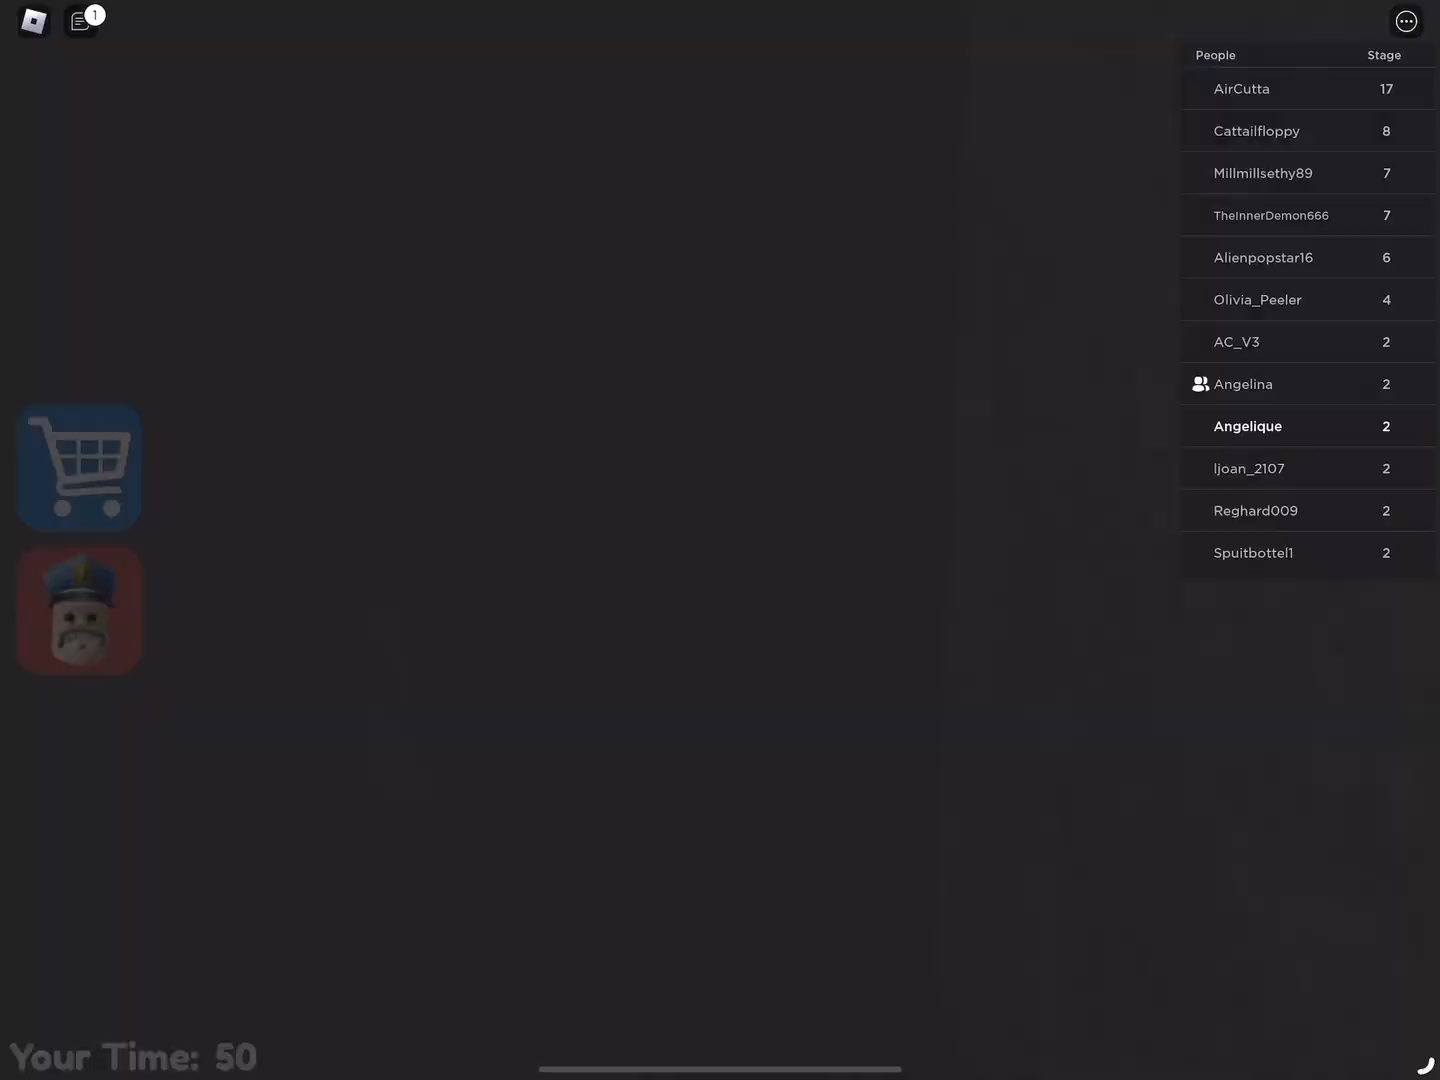 1
People Stage
AirCutta 17
Cattailfloppy 8
Millmillsethy89 7
TheInnerDemon666 7
Alienpopstar16 6
Olivia_Peeler 4
AC_V3 2
Angelina 2
Angelique 2
ljoan_2107 2
Reghard009 2
Spuitbottel1 2
Your Time: 50